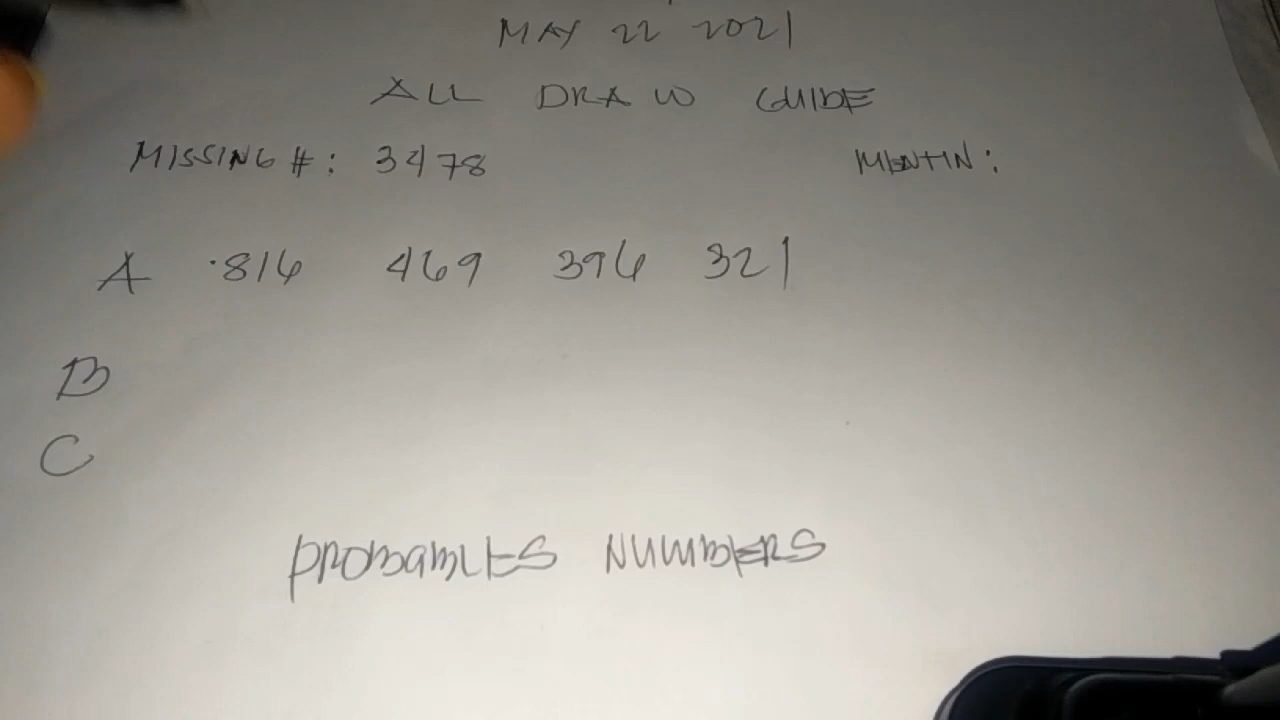 MAY 22 2021
ALL DRAW GUIDE
MISSING #: 3478
A 816 469 396 321
B
C
PROBABLES NUMBERS